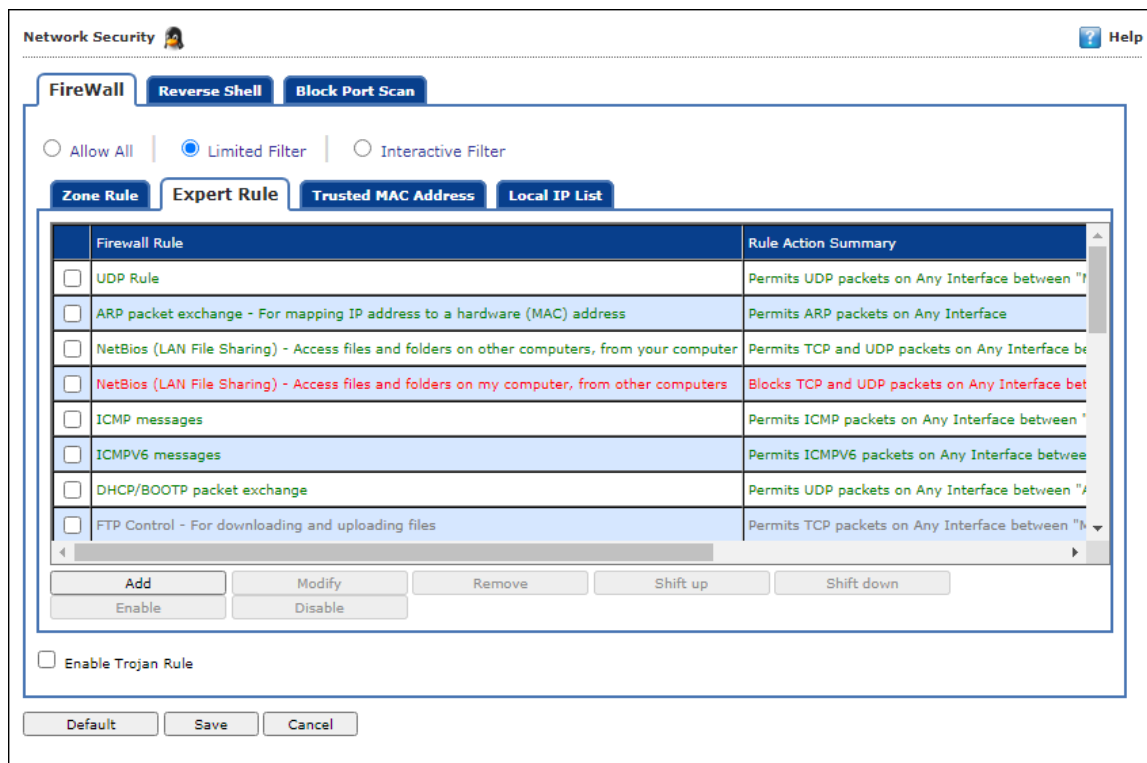 Network Security
Help
FireWall
Reverse Shell
Block Port Scan
Allow All
Limited Filter
Interactive Filter
Zone Rule
Expert Rule
Trusted MAC Address
Local IP List
Firewall Rule
Rule Action Summary
UDP Rule
Permits UDP packets on Any Interface between "M
ARP packet exchange - For mapping IP address to a hardware (MAC) address
Permits ARP packets on Any Interface
NetBios (LAN File Sharing) - Access files and folders on other computers, from your computer
Permits TCP and UDP packets on Any Interface be
NetBios (LAN File Sharing) - Access files and folders on my computer, from other computers
Blocks TCP and UDP packets on Any Interface bet
ICMP messages
Permits ICMP packets on Any Interface between "
ICMPV6 messages
Permits ICMPV6 packets on Any Interface betwee
DHCP/BOOTP packet exchange
Permits UDP packets on Any Interface between "A
FTP Control - For downloading and uploading files
Permits TCP packets on Any Interface between "M
Add
Modify
Remove
Shift up
Shift down
Enable
Disable
Enable Trojan Rule
Default
Save
Cancel